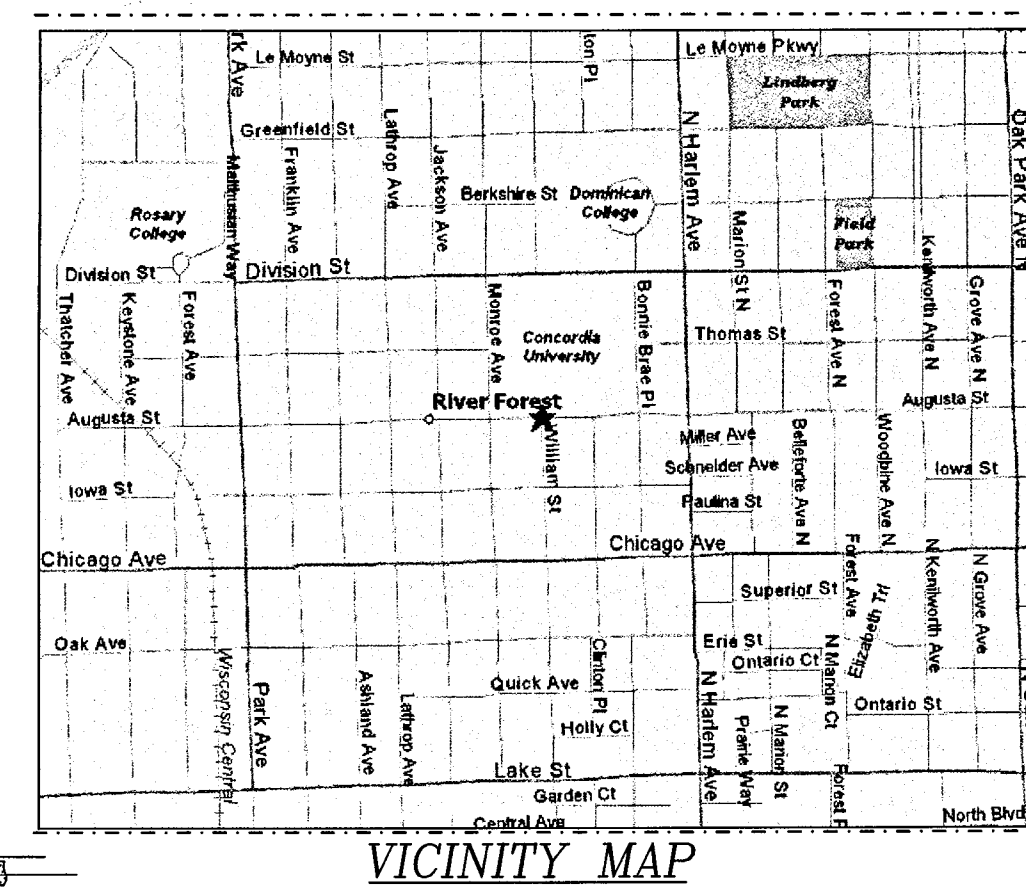 Le Moyne St
Le Moyne Pkwy
Lindberg
Park
Greenfield St
Franklin Ave
Lathrop Ave
Jackson Ave
Malthusian Way
N Harlem Ave
Oak Park Ave N
Berkshire St
Dominican
College
Rosary
College
Marion St N
Field
Park
Division St
Division St
Thatcher Ave
Keystone Ave
Forest Ave
Monroe Ave
Concordia
University
Bonnie Brae Pl
Thomas St
Forest Ave N
Kenilworth Ave N
Grove Ave N
River Forest
Augusta St
Augusta St
William St
Miller Ave
Schneider Ave
Paulina St
Belleforte Ave N
Woodbine Ave N
Iowa St
Iowa St
Chicago Ave
Chicago Ave
Superior St
Forest Ave
Elizabeth
N Kenilworth Ave
N Grove Ave
Oak Ave
Erie St
Ontario Ct
N Marion Ct
Wisconsin Central
Park Ave
Ashland Ave
Lathrop Ave
Quick Ave
Clinton Pl
Holly Ct
N Harlem Ave
Prairie Way
N Marion St
Ontario St
Lake St
Garden Ct
Central Ave
North Blvd
VICINITY MAP